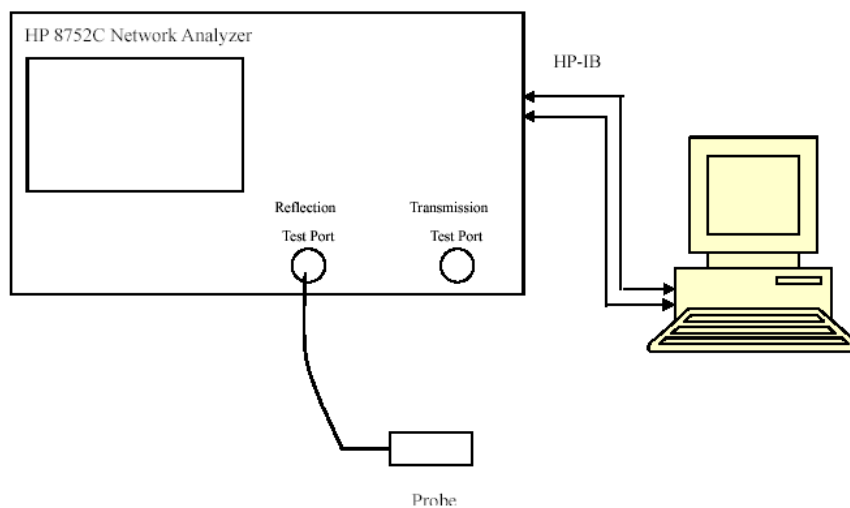 HP 8752C Network Analyzer
HP-IB
Reflection
Test Port
Transmission
Test Port
Probe